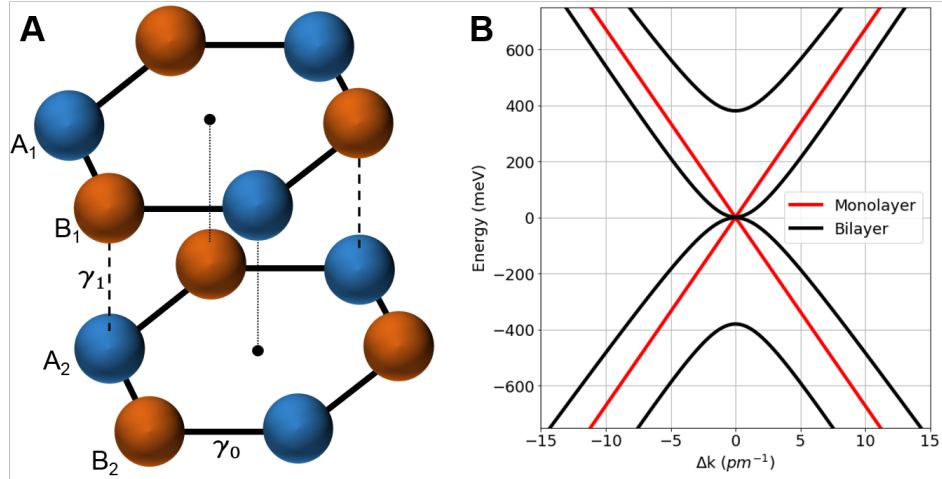 A
A₁
B₁
γ₁
A₂
B₂
γ₀
B
600
400
200
0
−200
−400
−600
Energy (meV)
Monolayer
Bilayer
−15 −10 −5 0 5 10 15
Δk (pm⁻¹)